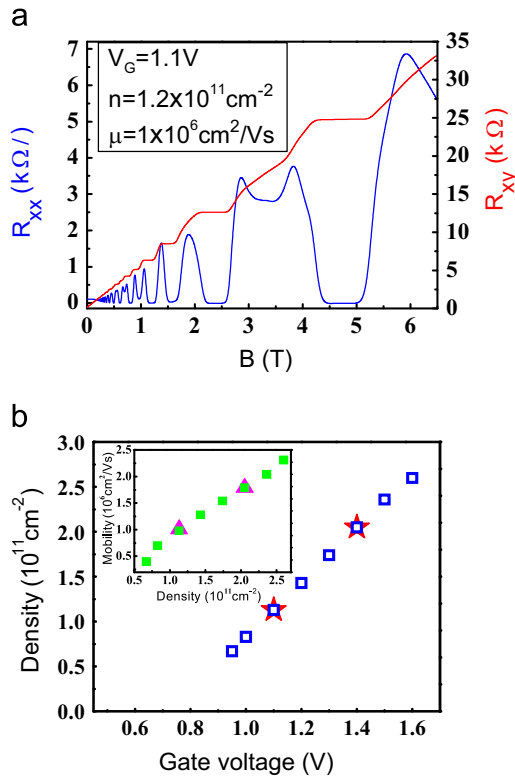 a
V_G=1.1V
n=1.2x10^11cm^-2
μ=1x10^6cm^2/Vs
R_xx (kΩ/)
7
6
5
4
3
2
1
0
R_xy (kΩ)
35
30
25
20
15
10
5
0
0 1 2 3 4 5 6
B (T)
b
Density (10^11cm^-2)
3.0
2.5
2.0
1.5
1.0
0.5
0.0
Mobility (10^6cm^2/Vs)
2.5
2.0
1.5
1.0
0.5
0.5 1.0 1.5 2.0 2.5
Density (10^11cm^-2)
0.6 0.8 1.0 1.2 1.4 1.6
Gate voltage (V)